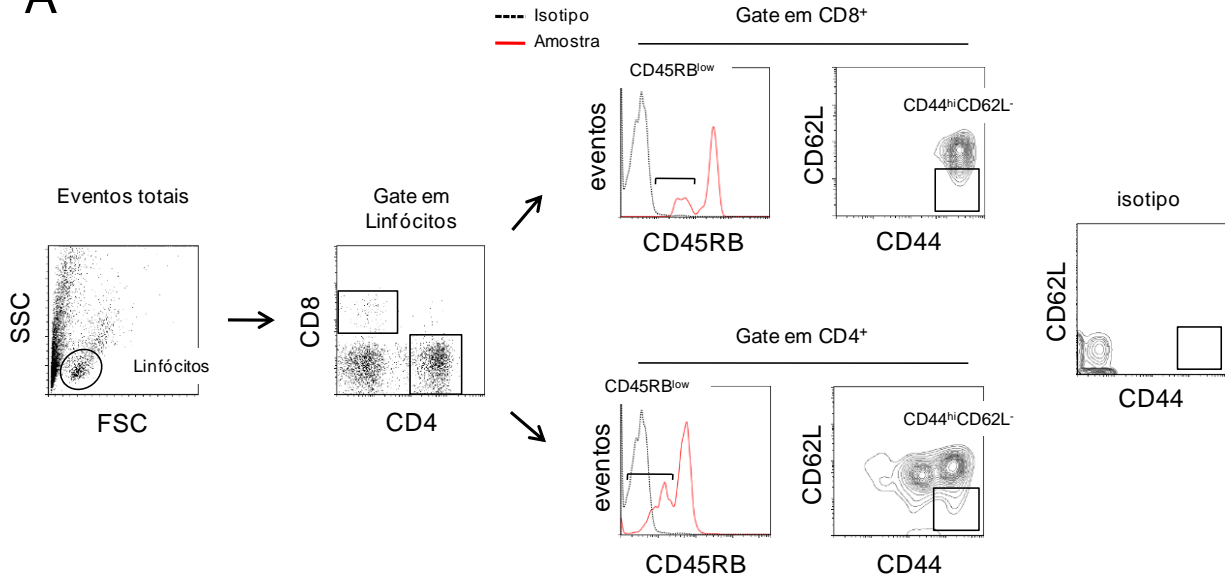 A
Isotipo
Amostra
Gate em CD8⁺
CD45RBˡᵒʷ
eventos
CD45RB
CD62L
CD44ʰⁱCD62L⁻
CD44
Eventos totais
SSC
Linfócitos
FSC
Gate em
Linfócitos
CD8
CD4
Gate em CD4⁺
CD45RBˡᵒʷ
eventos
CD45RB
CD62L
CD44ʰⁱCD62L⁻
CD44
isotipo
CD62L
CD44